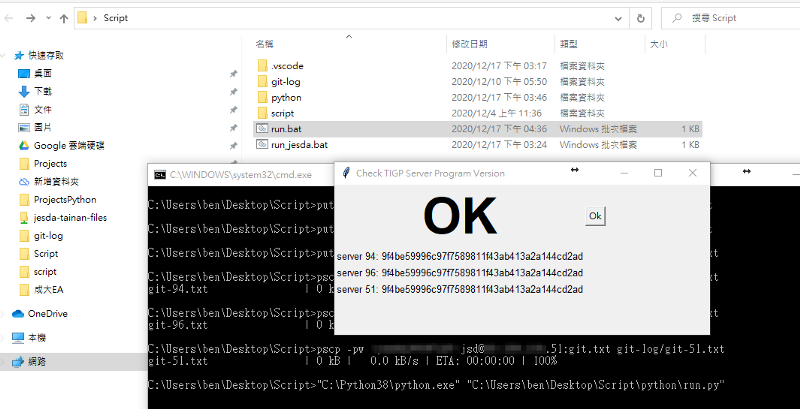 Script
搜尋 Script
名稱 修改日期 類型 大小
快速存取
桌面
下載
文件
圖片
Google 雲端硬碟
Projects
新增資料夾
ProjectsPython
jesda-tainan-files
git-log
Script
script
成大EA
OneDrive
本機
網路
.vscode 2020/12/17 下午 03:17 檔案資料夾
git-log 2020/12/10 下午 05:50 檔案資料夾
python 2020/12/17 下午 03:46 檔案資料夾
script 2020/12/4 上午 11:36 檔案資料夾
run.bat 2020/12/17 下午 04:36 Windows 批次檔案 1 KB
run_jesda.bat 2020/12/17 下午 03:24 Windows 批次檔案 1 KB
C:\WINDOWS\system32\cmd.exe
Check TIGP Server Program Version
OK
Ok
server 94: 9f4be59996c97f7589811f43ab413a2a144cd2ad
server 96: 9f4be59996c97f7589811f43ab413a2a144cd2ad
server 51: 9f4be59996c97f7589811f43ab413a2a144cd2ad
C:\Users\ben\Desktop\Script>put xt
C:\Users\ben\Desktop\Script>put xt
C:\Users\ben\Desktop\Script>put xt
C:\Users\ben\Desktop\Script>psc xt
git-94.txt | 0 k
C:\Users\ben\Desktop\Script>psc xt
git-96.txt | 0 k
C:\Users\ben\Desktop\Script>pscp -pw jsd@ .51:git.txt git-log/git-51.txt
git-51.txt | 0 kB | 0.0 kB/s | ETA: 00:00:00 | 100%
C:\Users\ben\Desktop\Script>"C:\Python38\python.exe" "C:\Users\ben\Desktop\Script\python\run.py"